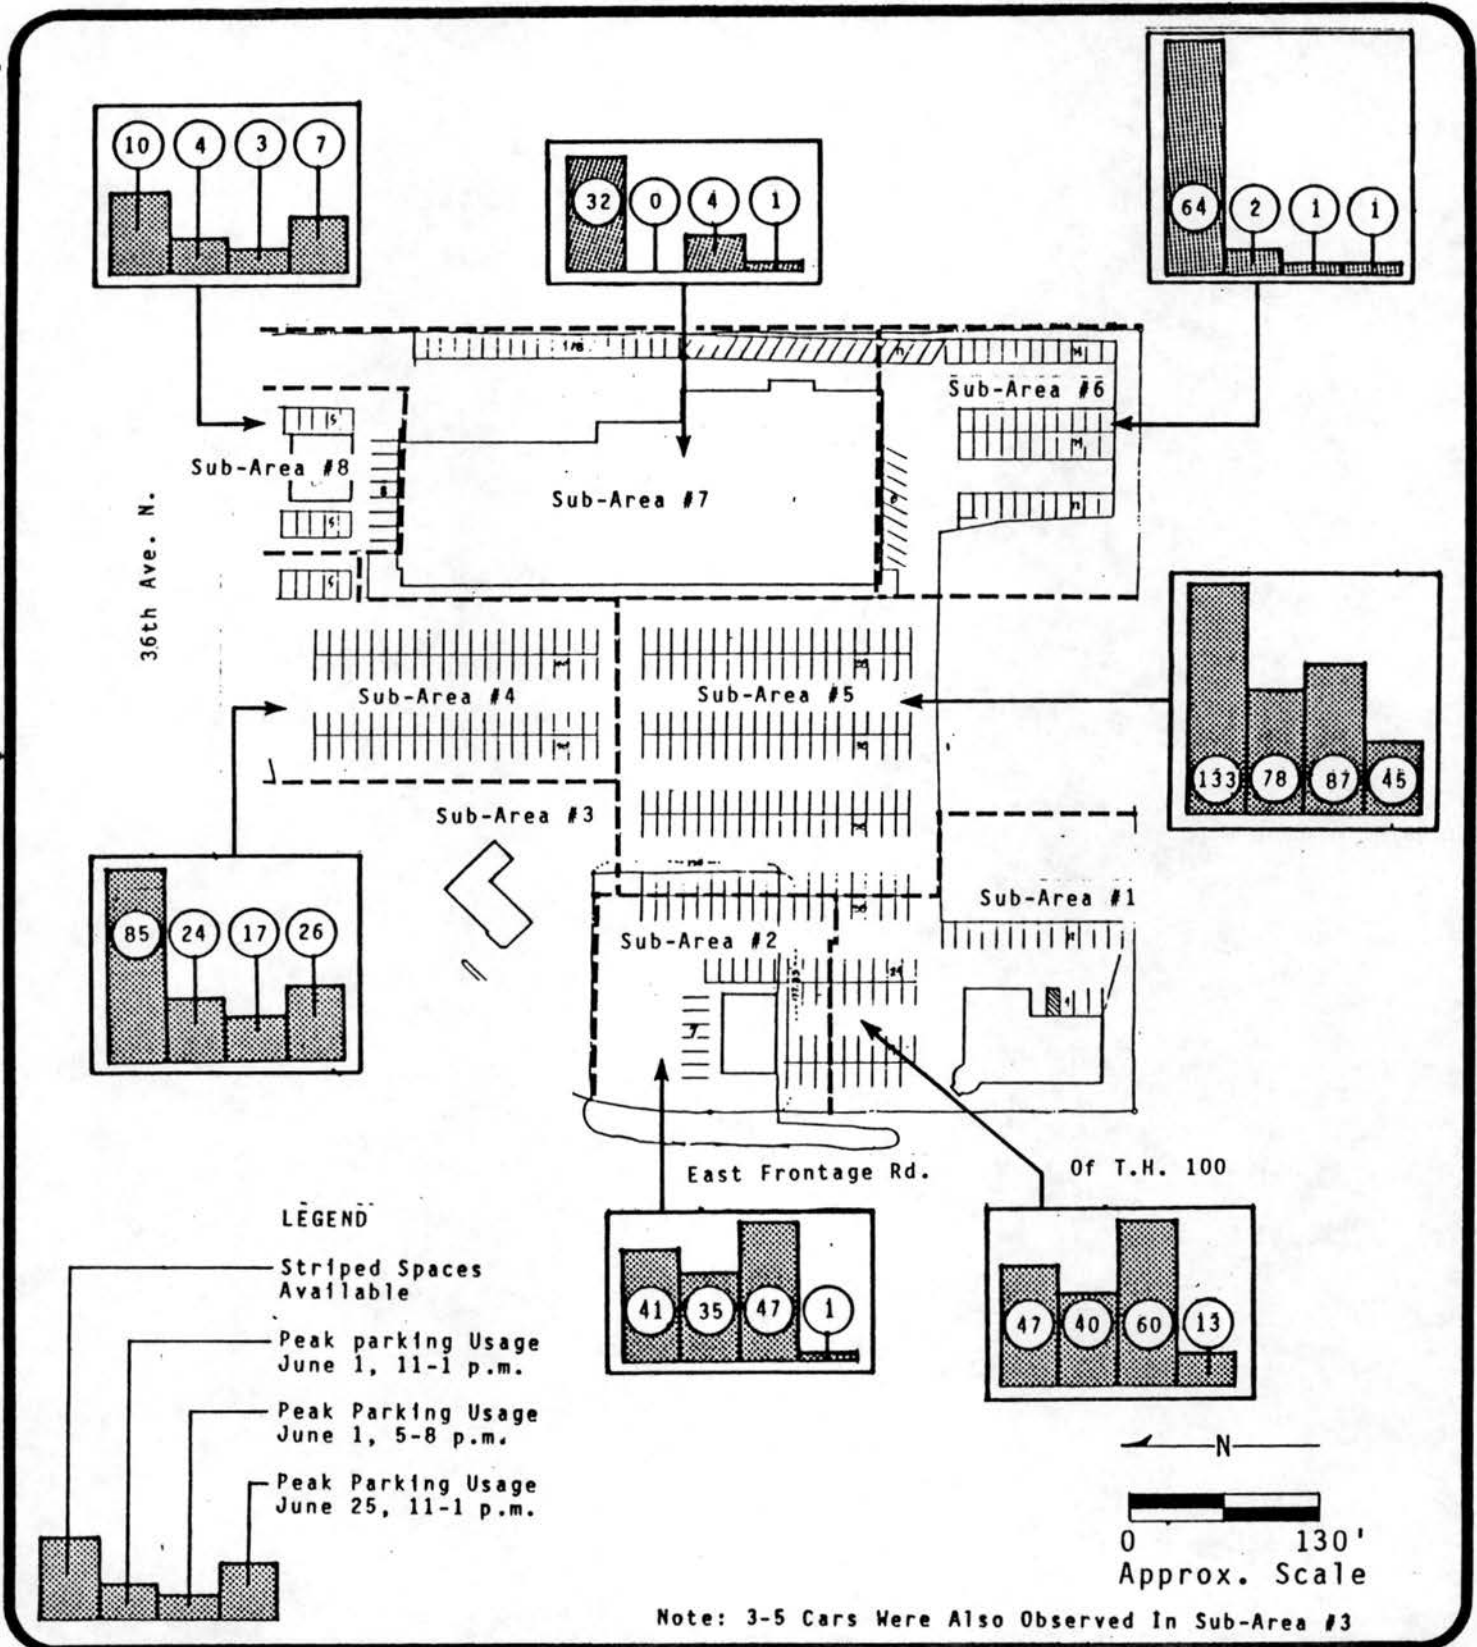 10 4 3 7
32 0 4 1
64 2 1 1
Sub-Area #6
Sub-Area #8
Sub-Area #7
36th Ave. N.
Sub-Area #4
Sub-Area #5
133 78 87 45
Sub-Area #3
85 24 17 26
Sub-Area #1
Sub-Area #2
East Frontage Rd.
Of T.H. 100
41 35 47 1
47 40 60 13
LEGEND
Striped Spaces
Available
Peak parking Usage
June 1, 11-1 p.m.
Peak Parking Usage
June 1, 5-8 p.m.
Peak Parking Usage
June 25, 11-1 p.m.
N
0 130'
Approx. Scale
Note: 3-5 Cars Were Also Observed In Sub-Area #3